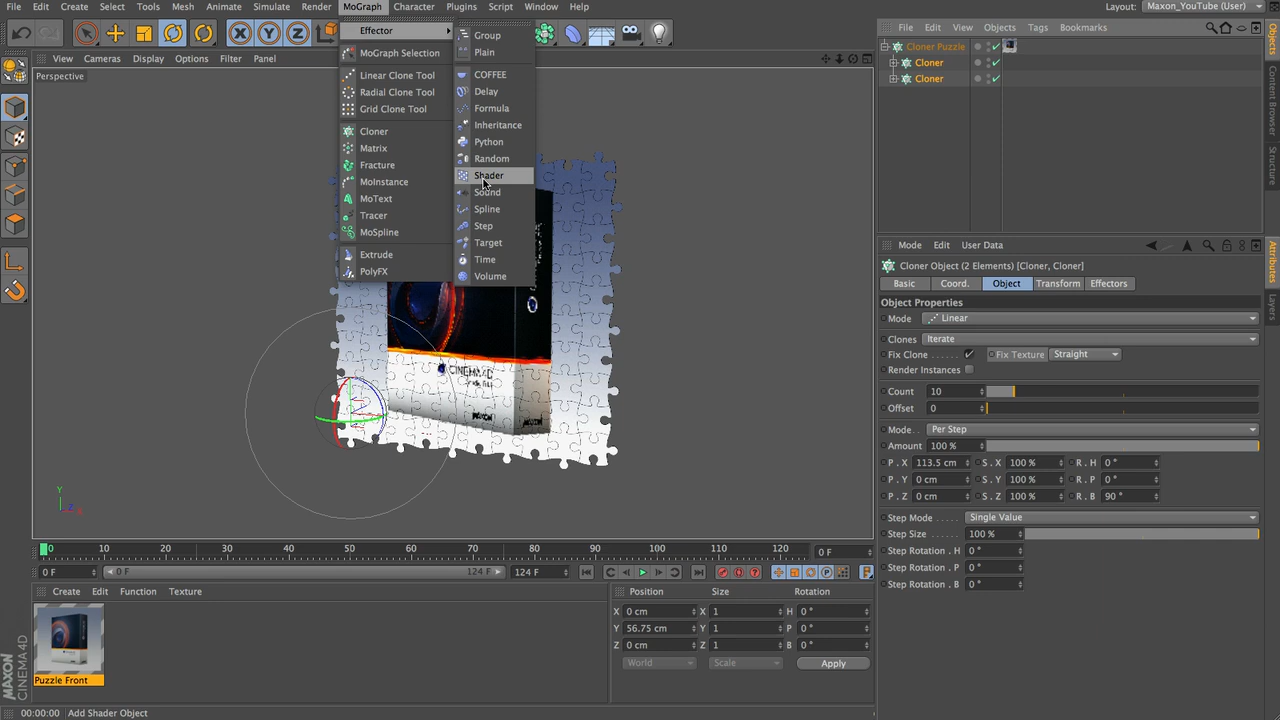 File Edit Create Select Tools Mesh Animate Simulate Render MoGraph Character Plugins Script Window Help
Layout: Maxon_YouTube (User)
X Y Z
View Cameras Display Options Filter Panel
Perspective
Effector
MoGraph Selection
Linear Clone Tool
Radial Clone Tool
Grid Clone Tool
Cloner
Matrix
Fracture
MoInstance
MoText
Tracer
MoSpline
Extrude
PolyFX
Group
Plain
COFFEE
Delay
Formula
Inheritance
Python
Random
Shader
Sound
Spline
Step
Target
Time
Volume
CINEMA4D
MAXON
Y
Z X
File Edit View Objects Tags Bookmarks
Cloner Puzzle
Cloner
Cloner
Objects
Content Browser
Structure
Attributes
Layers
Mode Edit User Data
Cloner Object (2 Elements) [Cloner, Cloner]
Basic Coord. Object Transform Effectors
Object Properties
Mode Linear
Clones Iterate
Fix Clone Fix Texture Straight
Render Instances
Count 10
Offset 0
Mode Per Step
Amount 100 %
P . X 113.5 cm S . X 100 % R . H 0 °
P . Y 0 cm S . Y 100 % R . P 0 °
P . Z 0 cm S . Z 100 % R . B 90 °
Step Mode Single Value
Step Size 100 %
Step Rotation . H 0 °
Step Rotation . P 0 °
Step Rotation . B 0 °
0 10 20 30 40 50 60 70 80 90 100 110 120 0 F
0 F 0 F 124 F 124 F
Create Edit Function Texture
Puzzle Front
Position Size Rotation
X 0 cm X 1 H 0 °
Y 56.75 cm Y 1 P 0 °
Z 0 cm Z 1 B 0 °
World Scale Apply
MAXON
CINEMA 4D
00:00:00 Add Shader Object